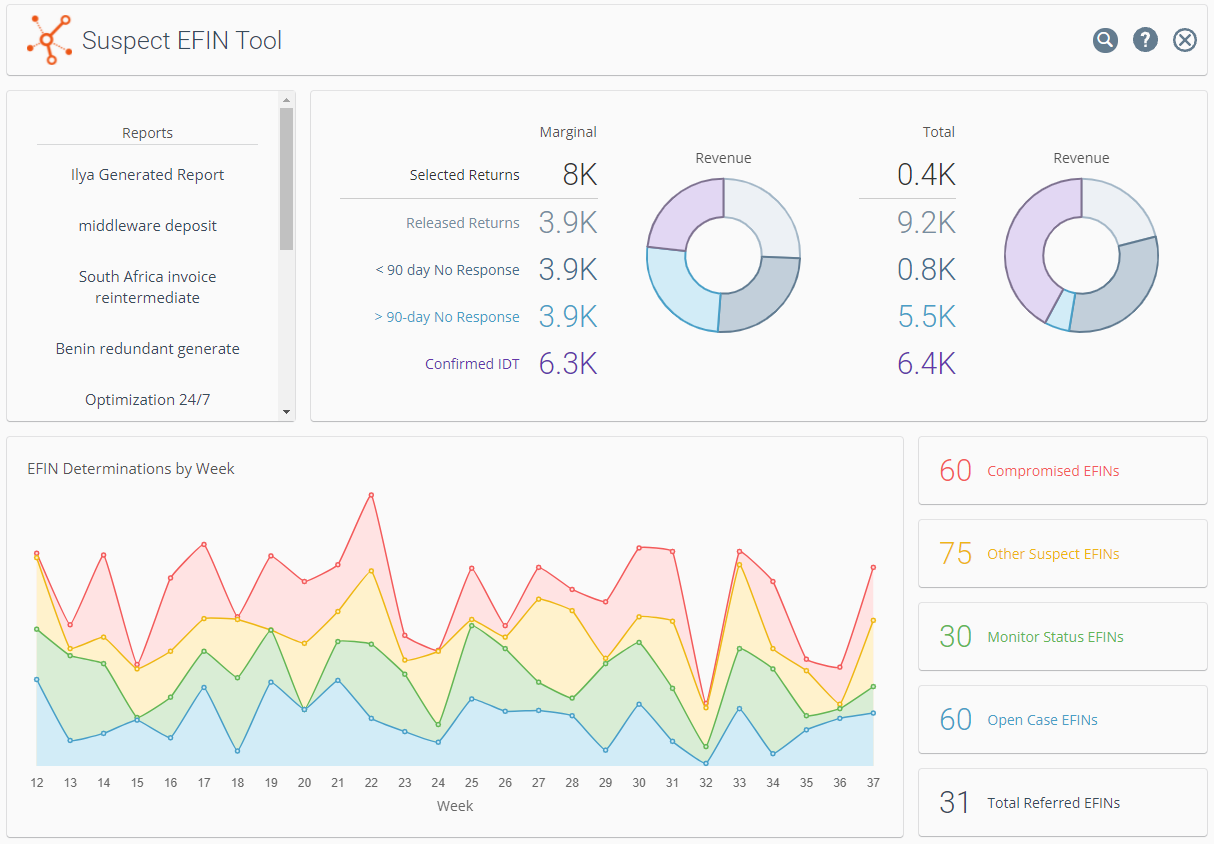 Suspect EFIN Tool
Reports
Ilya Generated Report
middleware deposit
South Africa invoice
reintermediate
Benin redundant generate
Optimization 24/7
Marginal
Total
Selected Returns 8K
0.4K
Released Returns 3.9K
9.2K
< 90 day No Response 3.9K
0.8K
> 90-day No Response 3.9K
5.5K
Confirmed IDT 6.3K
6.4K
Revenue
Revenue
EFIN Determinations by Week
12 13 14 15 16 17 18 19 20 21 22 23 24 25 26 27 28 29 30 31 32 33 34 35 36 37
Week
60 Compromised EFINs
75 Other Suspect EFINs
30 Monitor Status EFINs
60 Open Case EFINs
31 Total Referred EFINs